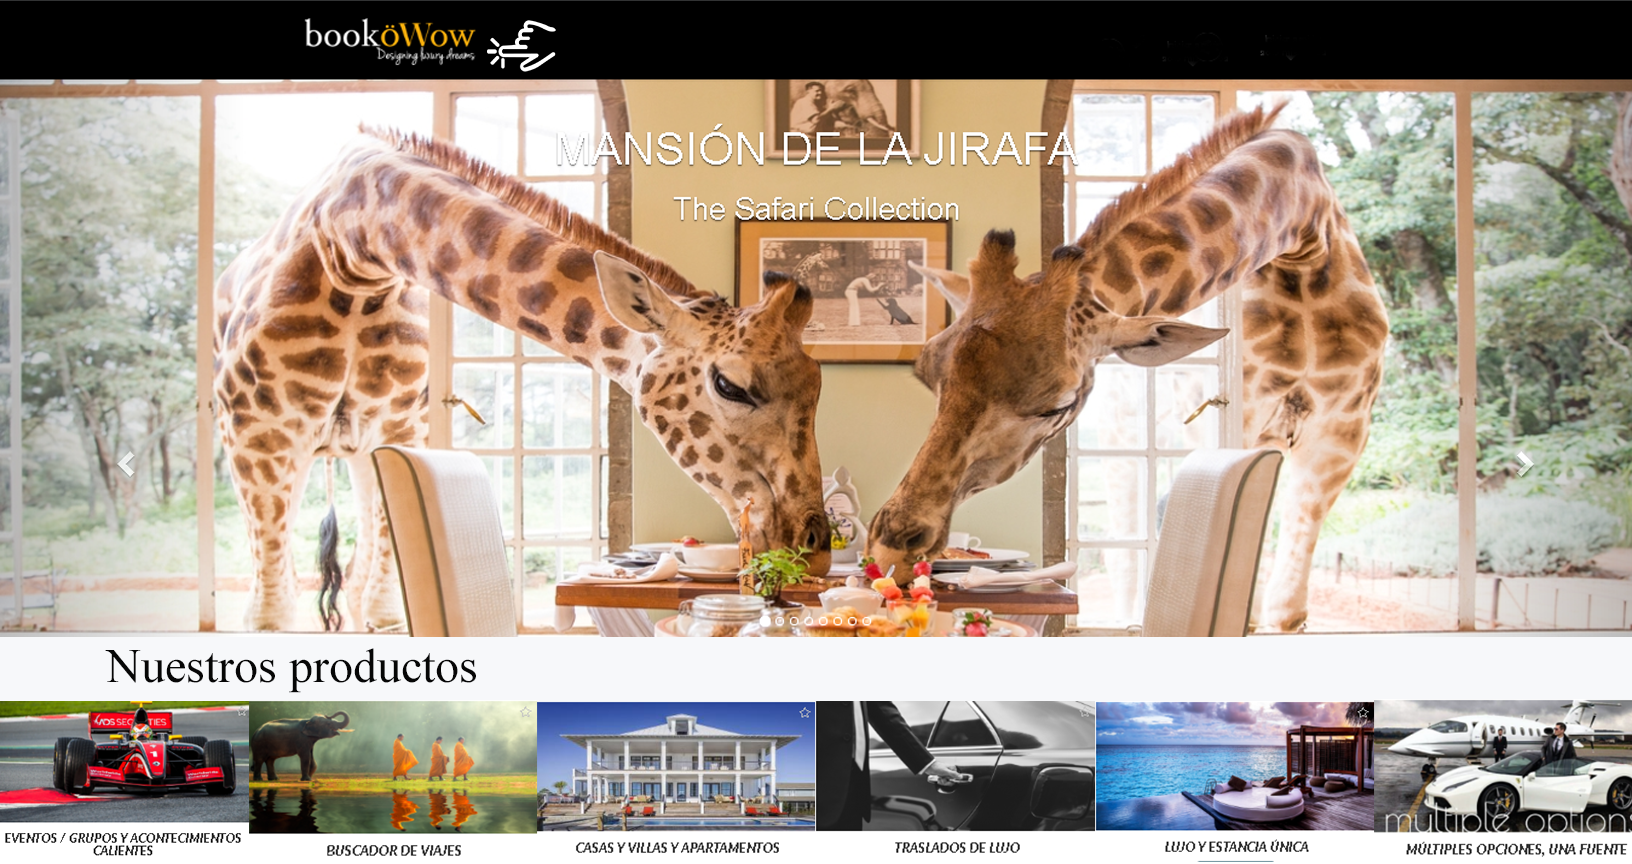 booköWow
Designing luxury dreams
MANSIÓN DE LA JIRAFA
The Safari Collection
Nuestros productos
EVENTOS / GRUPOS Y ACONTECIMIENTOS
CALIENTES
BUSCADOR DE VIAJES
CASAS Y VILLAS Y APARTAMENTOS
TRASLADOS DE LUJO
LUJO Y ESTANCIA ÚNICA
multiple options
MÚLTIPLES OPCIONES, UNA FUENTE